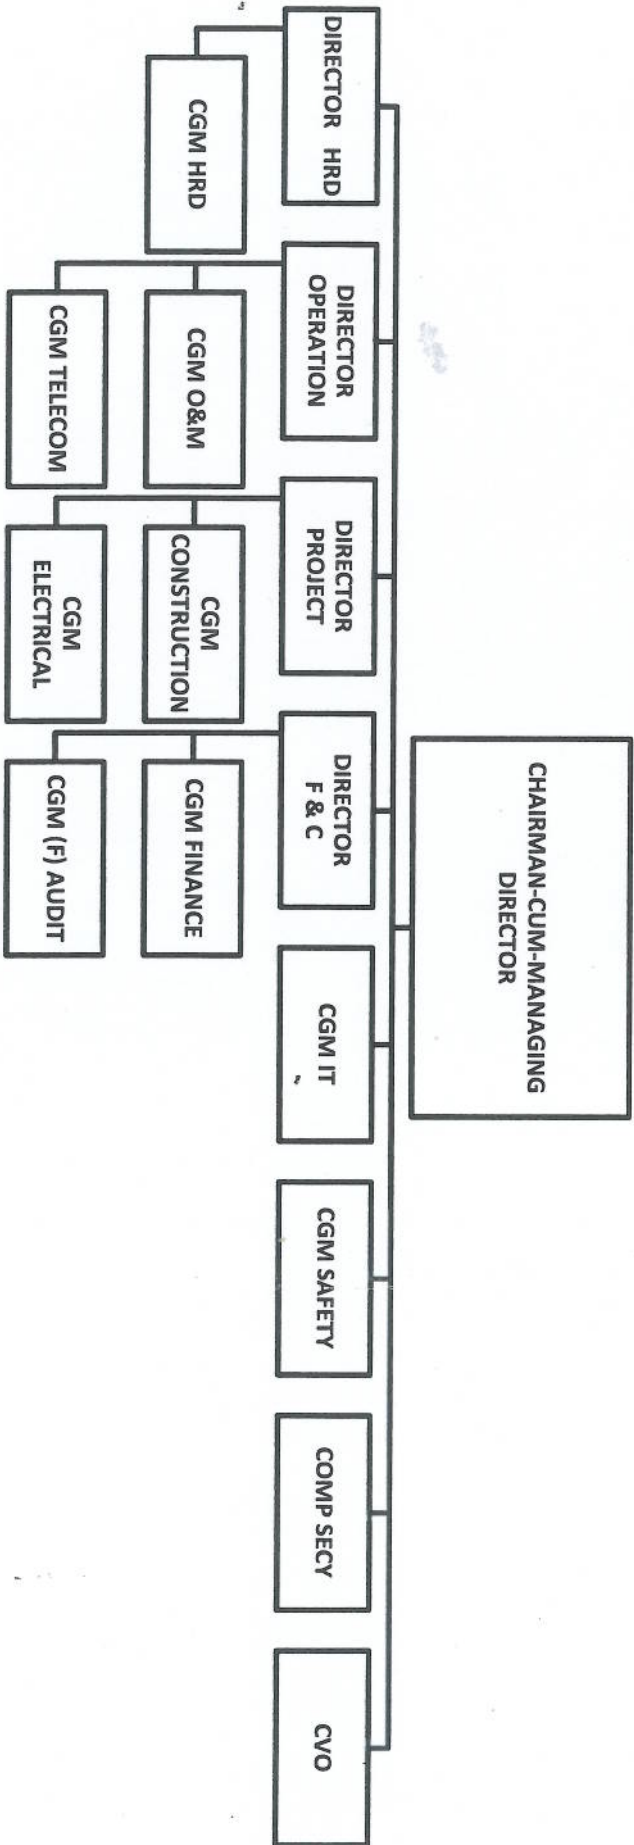 CHAIRMAN-CUM-MANAGING
DIRECTOR
DIRECTOR HRD
DIRECTOR
OPERATION
DIRECTOR
PROJECT
DIRECTOR
F & C
CGM IT
CGM SAFETY
COMP SECY
CVO
CGM HRD
CGM O&M
CGM
CONSTRUCTION
CGM FINANCE
CGM TELECOM
CGM
ELECTRICAL
CGM (F) AUDIT